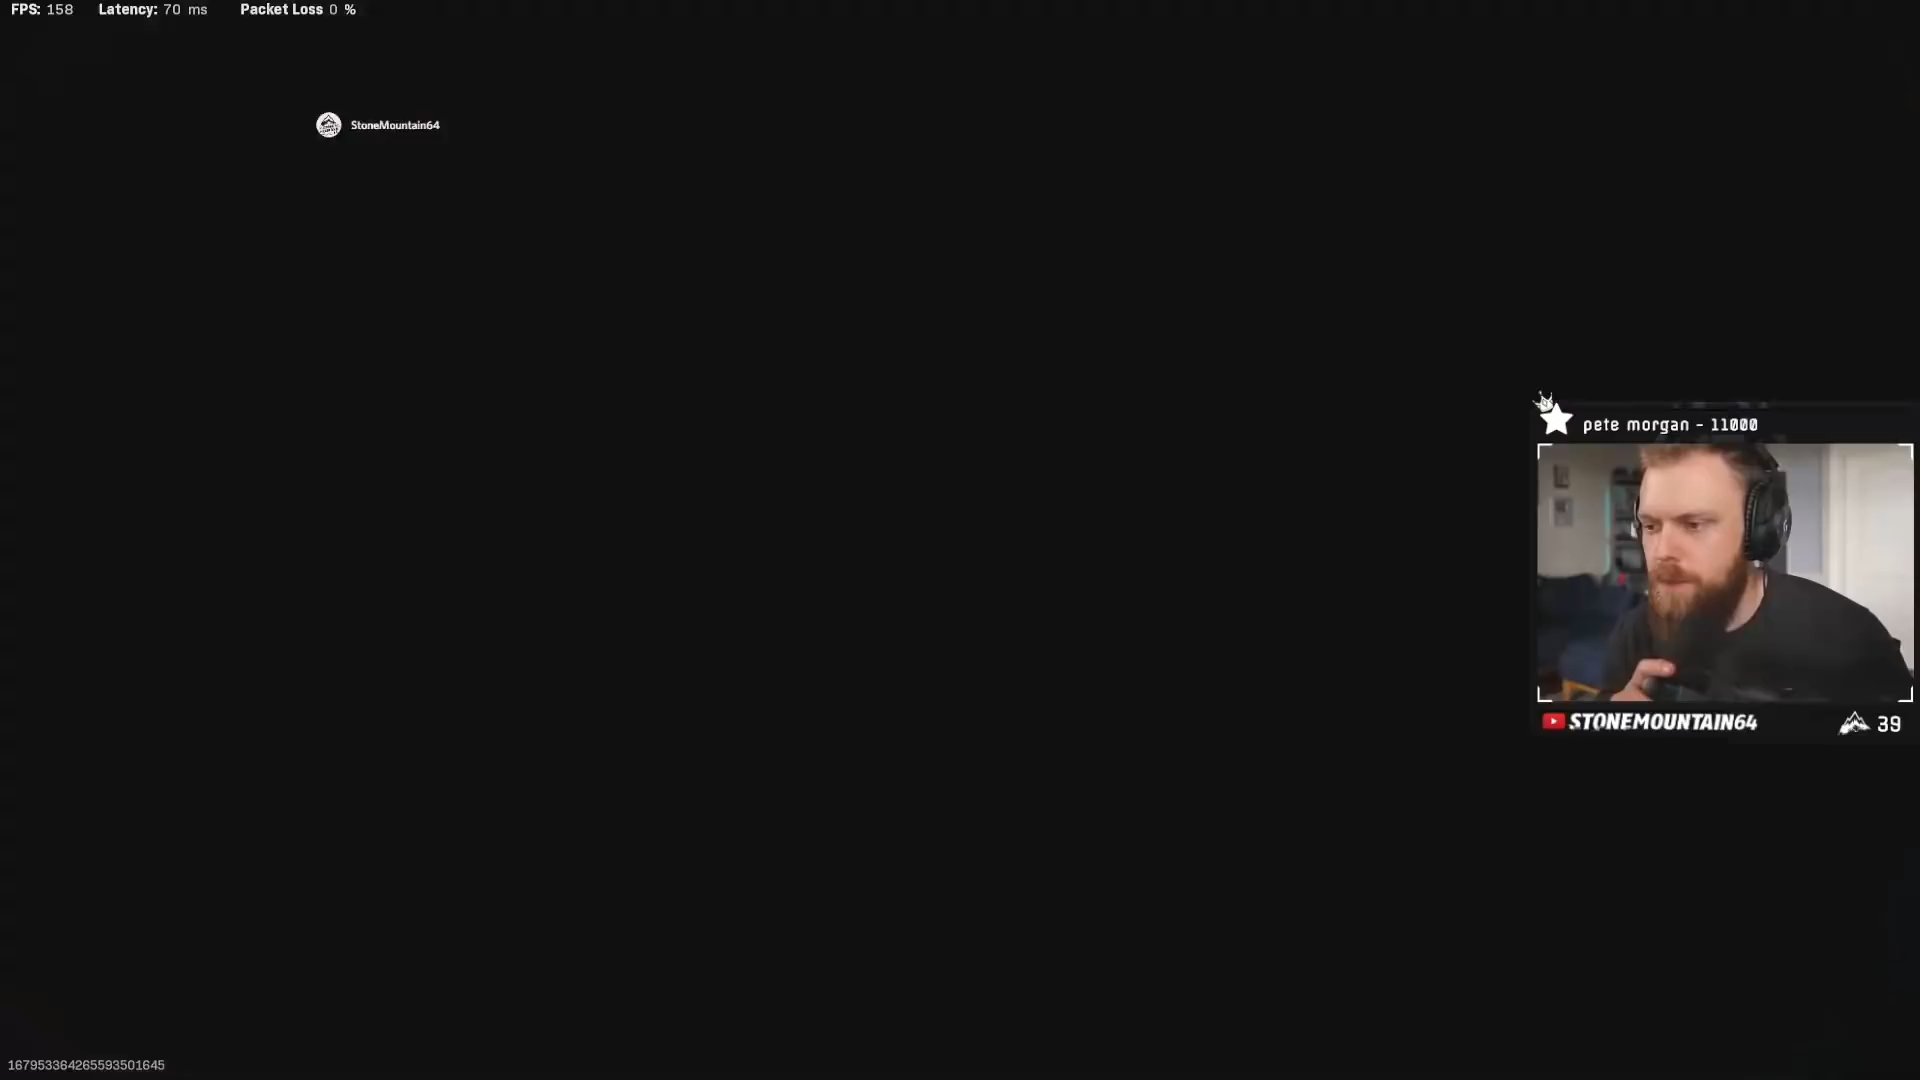 FPS: 158 Latency: 70 ms Packet Loss 0 %
StoneMountain64
pete morgan - 11000
STONEMOUNTAIN64 39
167953364265593501645